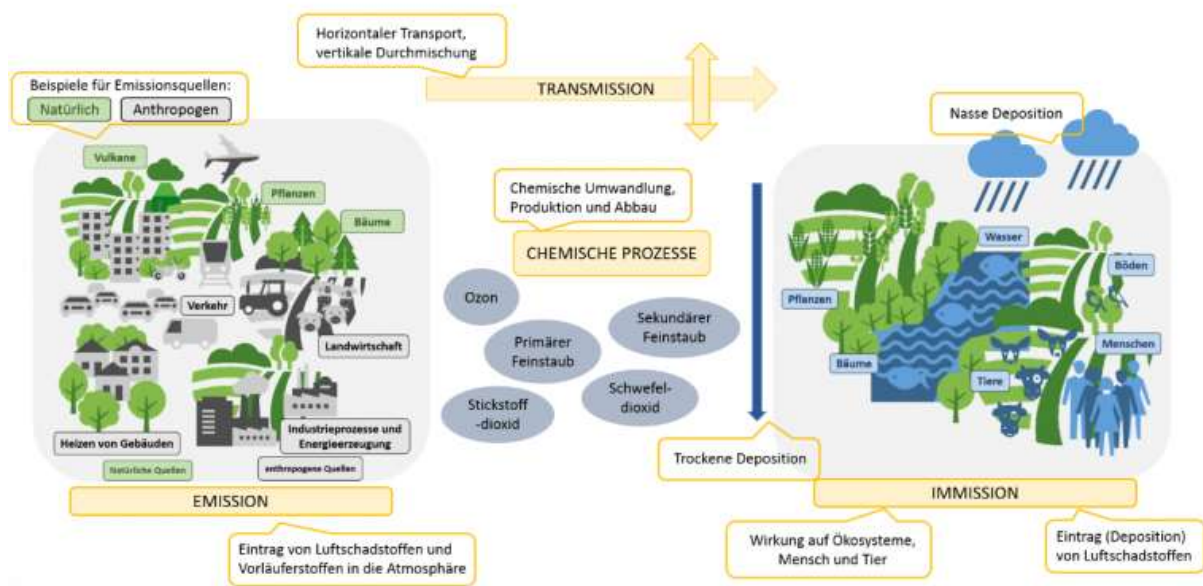 Horizontaler Transport,
vertikale Durchmischung
TRANSMISSION
Beispiele für Emissionsquellen:
Natürlich
Anthropogen
Vulkane
Pflanzen
Bäume
Verkehr
Landwirtschaft
Heizen von Gebäuden
Industrieprozesse und
Energieerzeugung
Natürliche Quellen
anthropogene Quellen
EMISSION
Eintrag von Luftschadstoffen und
Vorläuferstoffen in die Atmosphäre
Chemische Umwandlung,
Produktion und Abbau
CHEMISCHE PROZESSE
Ozon
Primärer
Feinstaub
Sekundärer
Feinstaub
Stickstoff
-dioxid
Schwefel-
dioxid
Nasse Deposition
Wasser
Böden
Pflanzen
Bäume
Tiere
Menschen
Trockene Deposition
IMMISSION
Wirkung auf Ökosysteme,
Mensch und Tier
Eintrag (Deposition)
von Luftschadstoffen